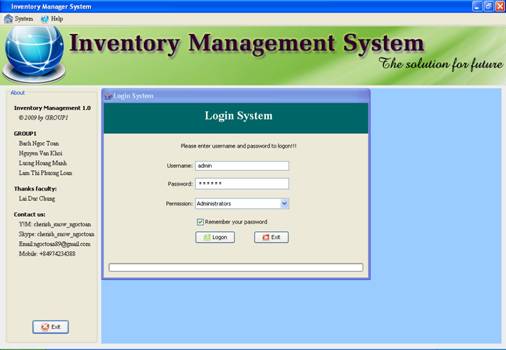 Inventory Manager System
System Help
Inventory Management System
The solution for future
About
Inventory Management 1.0
©2009 by GROUP1
GROUP1
Bach Ngoc Toan
Nguyen Van Khoi
Luong Hoang Manh
Lam Thi Phuong Loan
Thanks faculty:
Lai Duc Chung
Contact us:
Y!M: cherish_snow_ngoctoan
Skype: cherish_snow_ngoctoan
Email:ngoctoan89@gmail.com
Mobile: +84974234388
Exit
Login System
Login System
Please enter username and password to logon!!!
Username: admin
Password: ******
Permission: Administrators
Remember your password
Logon Exit